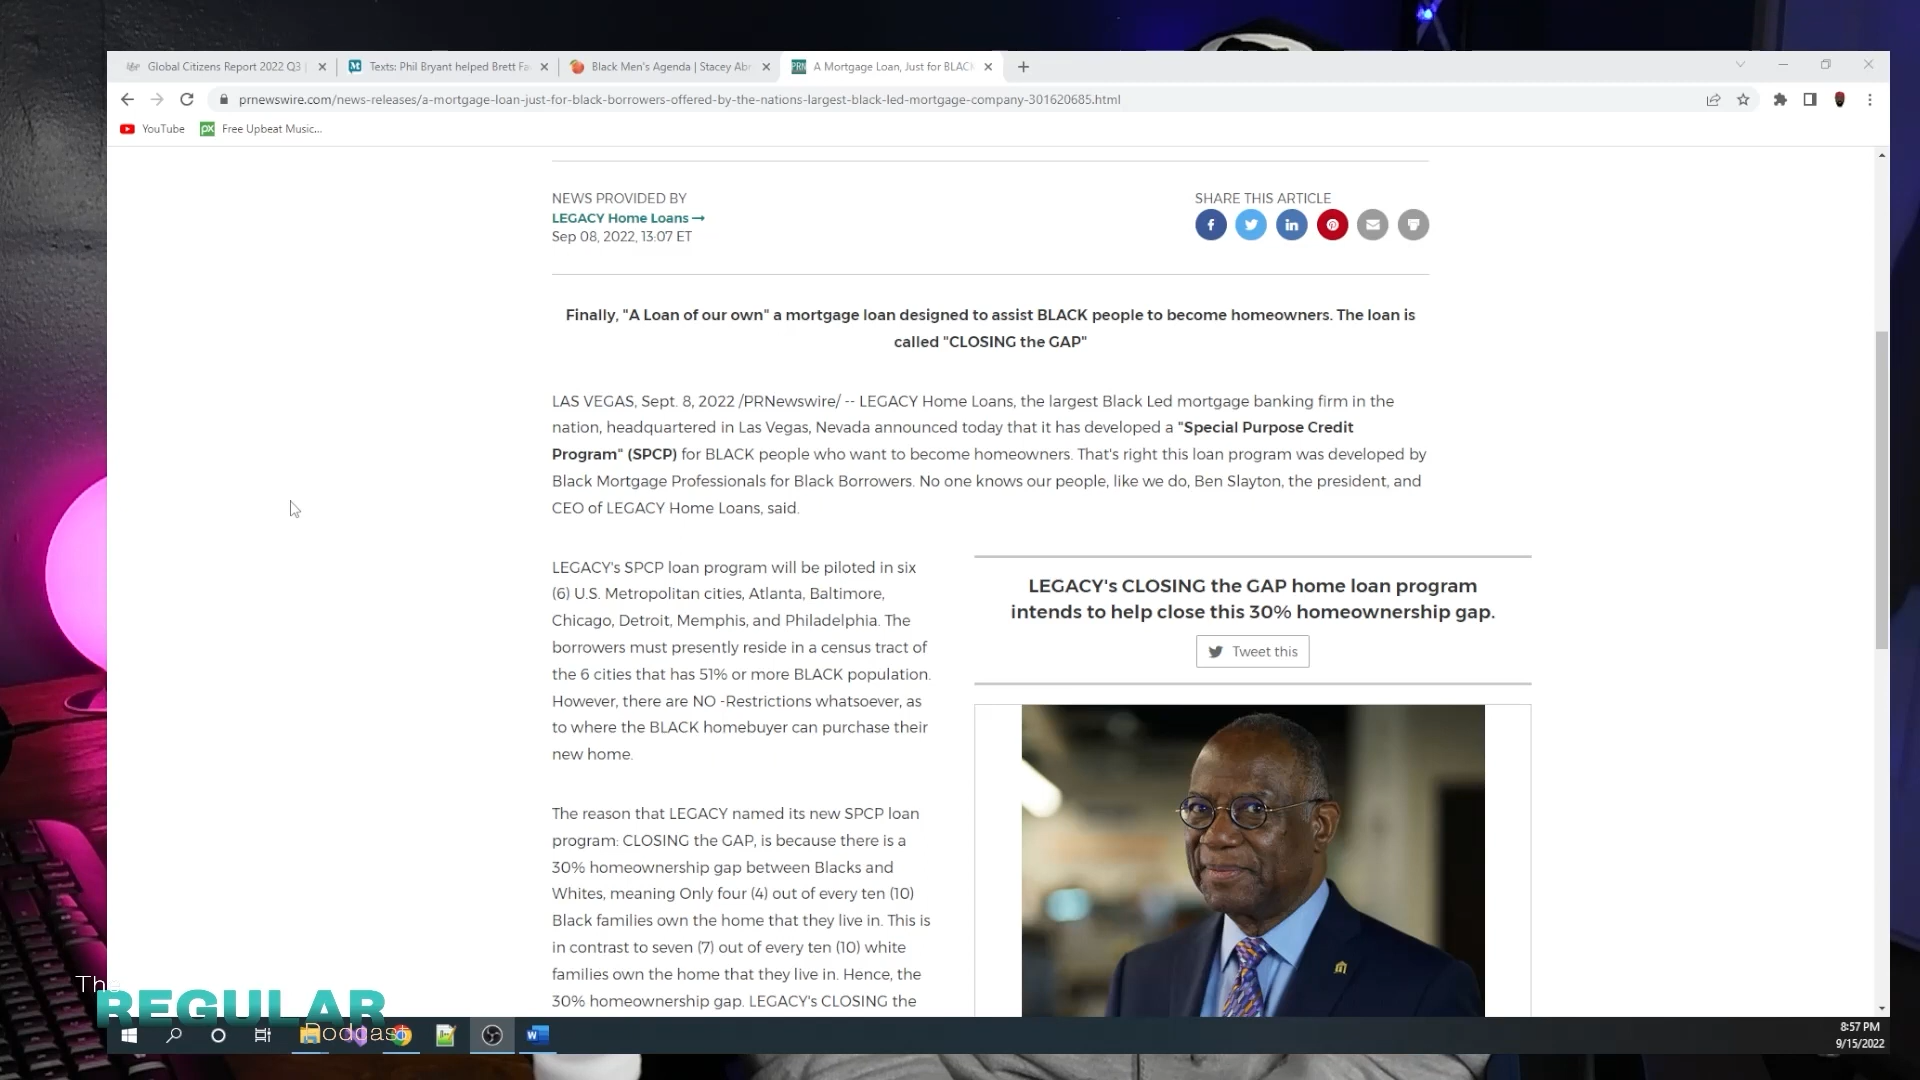 Global Citizens Report 2022 Q3
Texts: Phil Bryant helped Brett Fa
Black Men's Agenda | Stacey Abr
A Mortgage Loan, Just for BLACK
prnewswire.com/news-releases/a-mortgage-loan-just-for-black-borrowers-offered-by-the-nations-largest-black-led-mortgage-company-301620685.html
YouTube
Free Upbeat Music...
NEWS PROVIDED BY
LEGACY Home Loans →
Sep 08, 2022, 13:07 ET
SHARE THIS ARTICLE
Finally, "A Loan of our own" a mortgage loan designed to assist BLACK people to become homeowners. The loan is
called "CLOSING the GAP"
LAS VEGAS, Sept. 8, 2022 /PRNewswire/ -- LEGACY Home Loans, the largest Black Led mortgage banking firm in the
nation, headquartered in Las Vegas, Nevada announced today that it has developed a "Special Purpose Credit
Program" (SPCP) for BLACK people who want to become homeowners. That's right this loan program was developed by
Black Mortgage Professionals for Black Borrowers. No one knows our people, like we do, Ben Slayton, the president, and
CEO of LEGACY Home Loans, said.
LEGACY's SPCP loan program will be piloted in six
(6) U.S. Metropolitan cities, Atlanta, Baltimore,
Chicago, Detroit, Memphis, and Philadelphia. The
borrowers must presently reside in a census tract of
the 6 cities that has 51% or more BLACK population.
However, there are NO -Restrictions whatsoever, as
to where the BLACK homebuyer can purchase their
new home.
The reason that LEGACY named its new SPCP loan
program: CLOSING the GAP, is because there is a
30% homeownership gap between Blacks and
Whites, meaning Only four (4) out of every ten (10)
Black families own the home that they live in. This is
in contrast to seven (7) out of every ten (10) white
families own the home that they live in. Hence, the
30% homeownership gap. LEGACY's CLOSING the
LEGACY's CLOSING the GAP home loan program
intends to help close this 30% homeownership gap.
Tweet this
The
REGULAR
Podcast
8:57 PM
9/15/2022